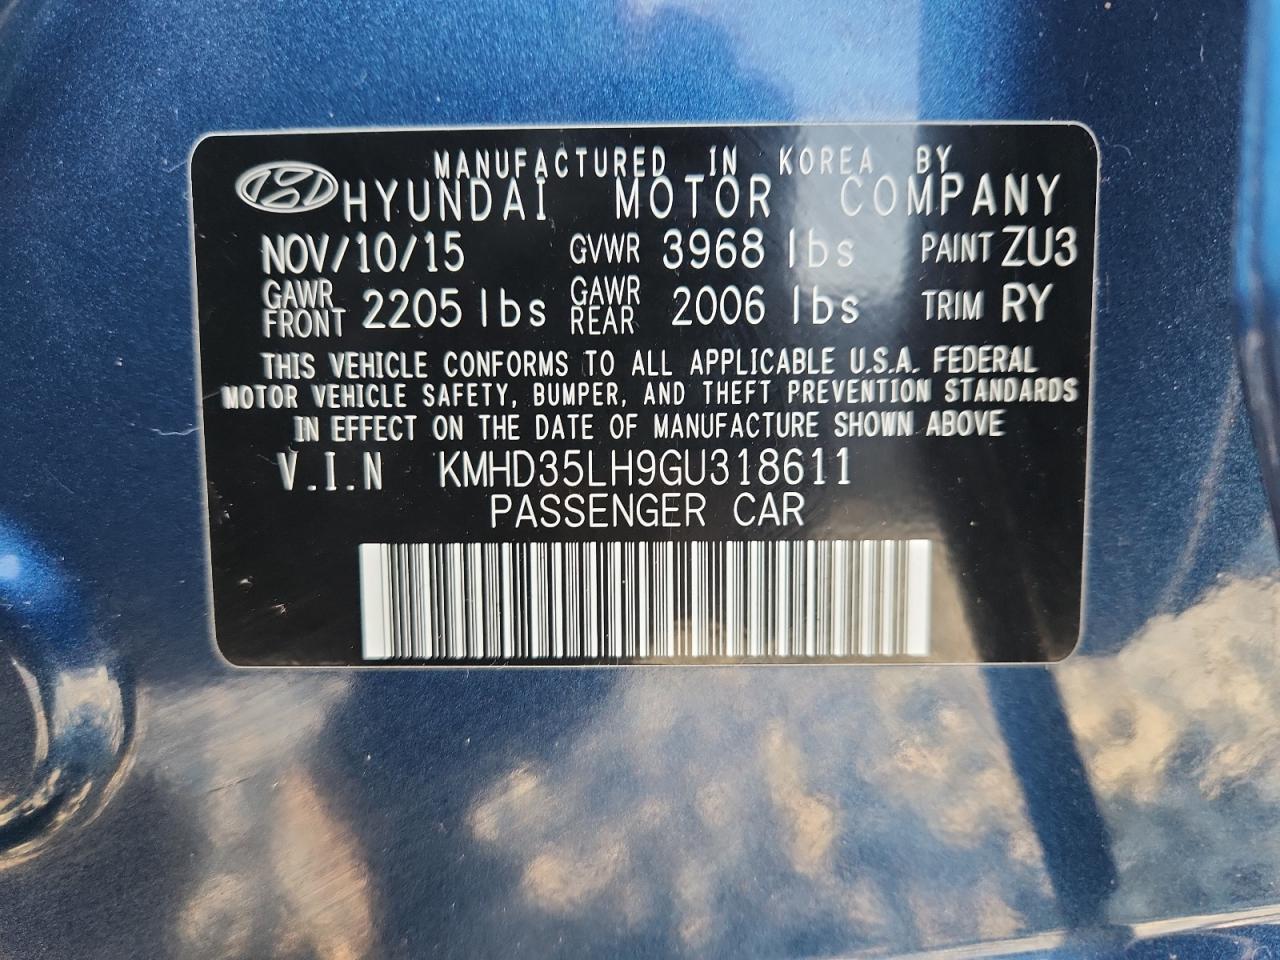 MANUFACTURED IN KOREA BY
HYUNDAI MOTOR COMPANY
NOV/10/15 GVWR 3968 lbs PAINT ZU3
GAWR FRONT 2205 lbs GAWR REAR 2006 lbs TRIM RY
THIS VEHICLE CONFORMS TO ALL APPLICABLE U.S.A. FEDERAL
MOTOR VEHICLE SAFETY, BUMPER, AND THEFT PREVENTION STANDARDS
IN EFFECT ON THE DATE OF MANUFACTURE SHOWN ABOVE
V.I.N KMHD35LH9GU318611
PASSENGER CAR